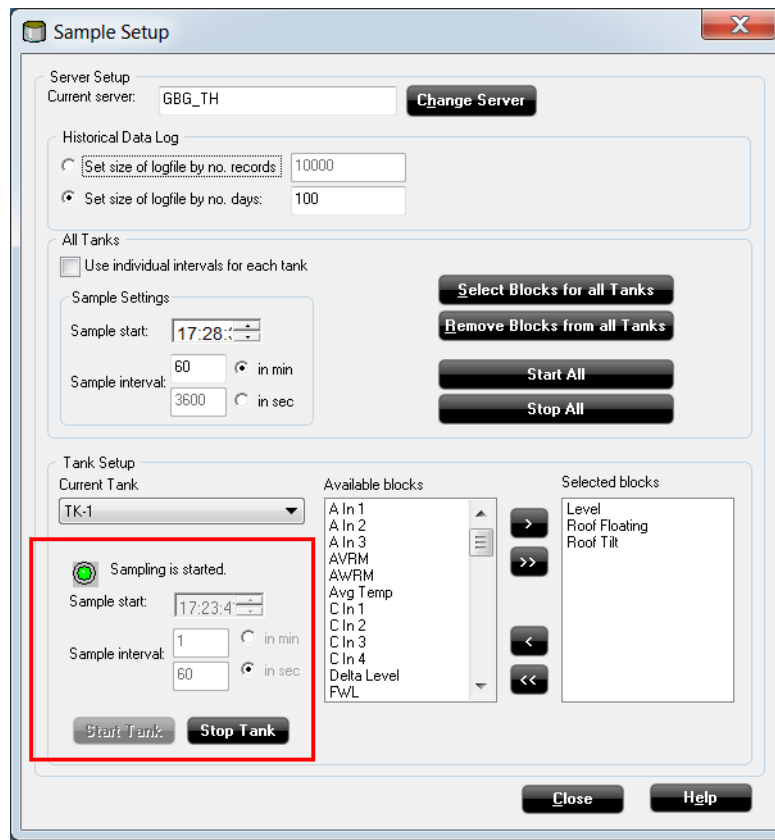 Sample Setup
Server Setup
Current server: GBG_TH Change Server
Historical Data Log
Set size of logfile by no. records 10000
Set size of logfile by no. days: 100
All Tanks
Use individual intervals for each tank
Sample Settings
Sample start: 17:28:
Sample interval: 60 in min
3600 in sec
Select Blocks for all Tanks
Remove Blocks from all Tanks
Start All
Stop All
Tank Setup
Current Tank
TK-1
Sampling is started.
Sample start: 17:23:4
Sample interval: 1 in min
60 in sec
Start Tank Stop Tank
Available blocks
A In 1
A In 2
A In 3
AVRM
AWRM
Avg Temp
C In 1
C In 2
C In 3
C In 4
Delta Level
FWL
>
>>
<
<<
Selected blocks
Level
Roof Floating
Roof Tilt
Close Help